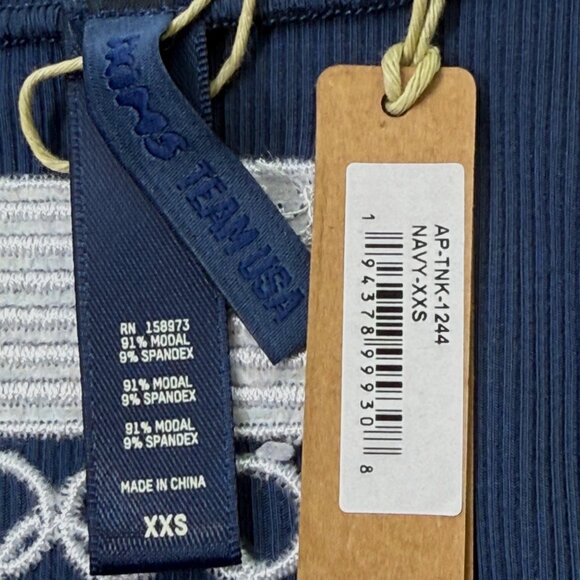 SKIMS TEAM USA
RN 158973
91% MODAL
9% SPANDEX
91% MODAL
9% SPANDEX
91% MODAL
9% SPANDEX
MADE IN CHINA
XXS
AP-TNK-1244
NAVY-XXS
1 94378 99930 8